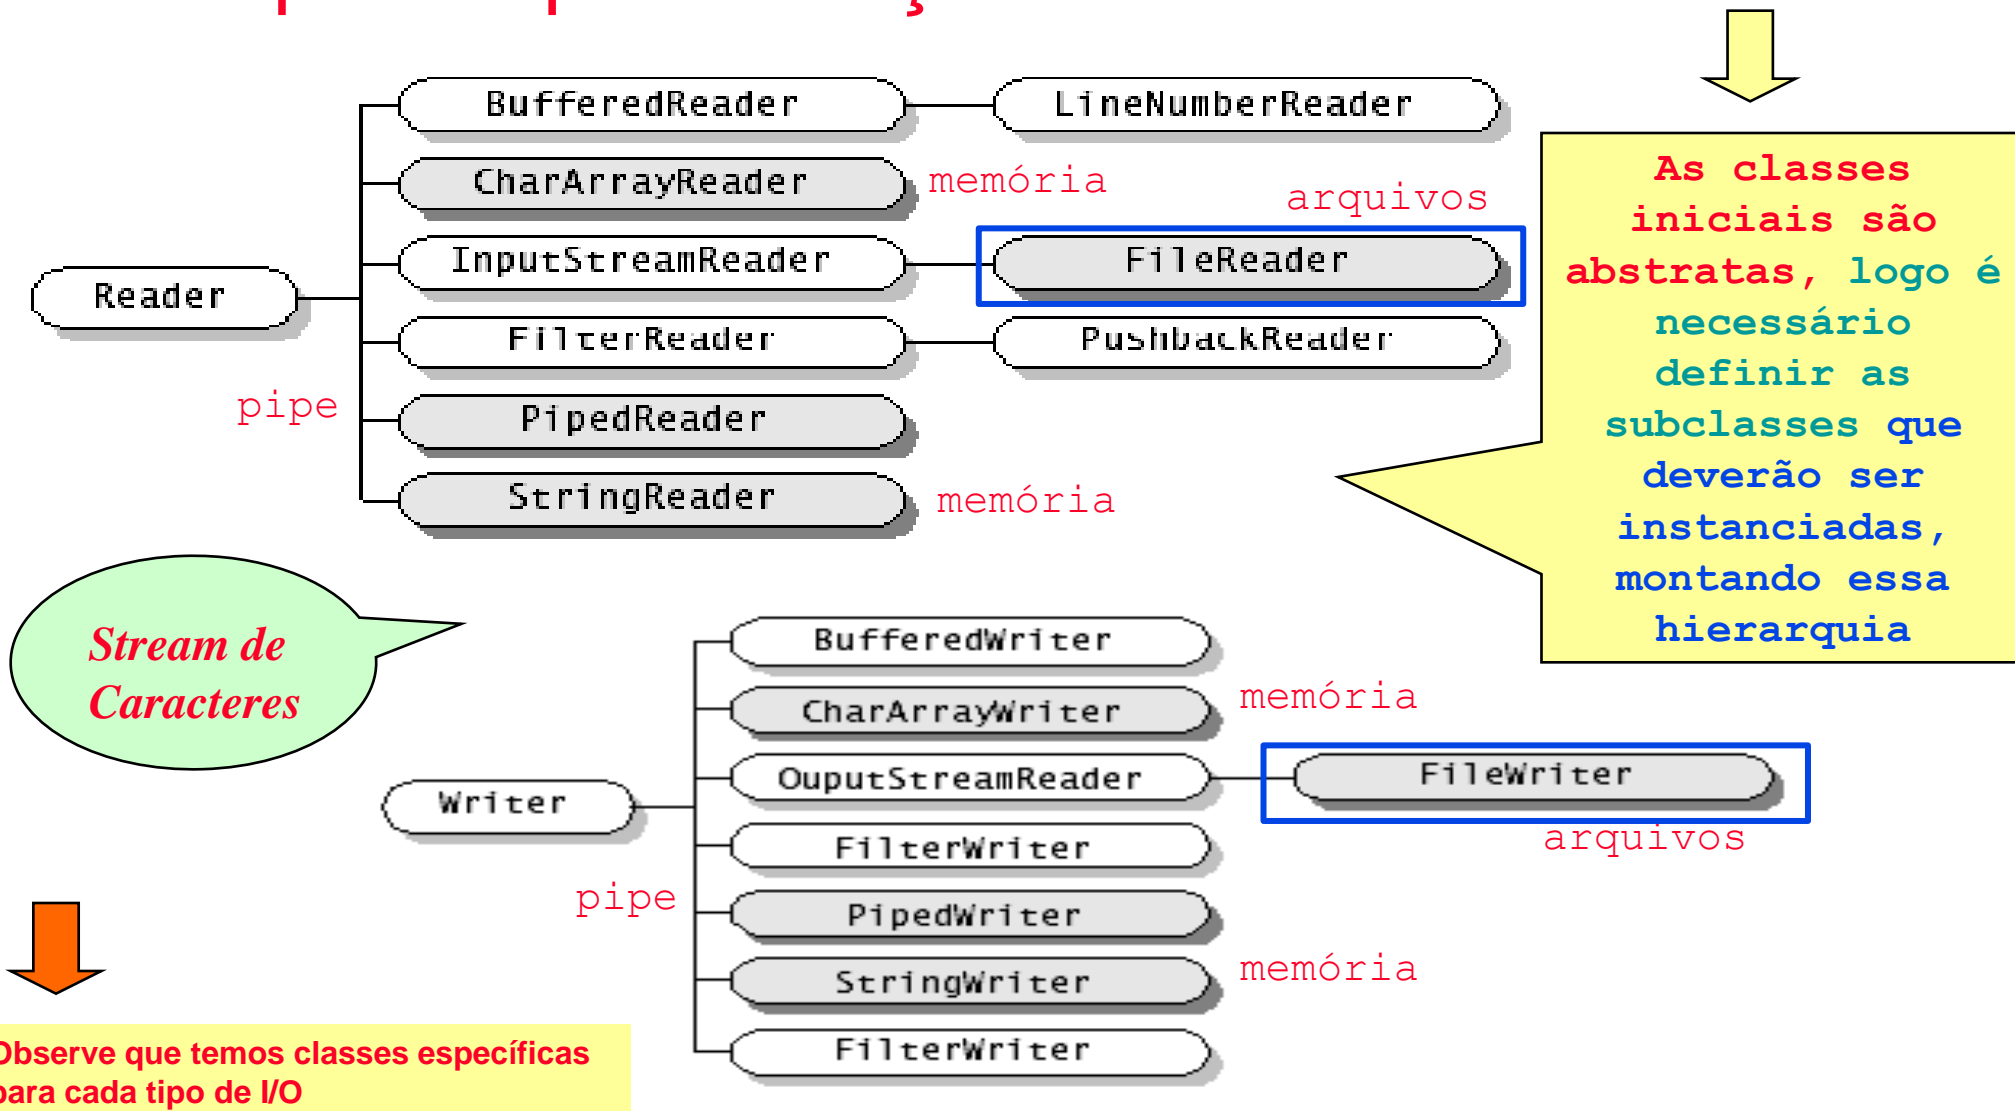 BufferedReader
LineNumberReader
CharArrayReader
memória
arquivos
InputStreamReader
FileReader
Reader
FilterReader
PushbackReader
pipe
PipedReader
StringReader
memória
As classes
iniciais são
abstratas, logo é
necessário
definir as
subclasses que
deverão ser
instanciadas,
montando essa
hierarquia
Stream de
Caracteres
BufferedWriter
CharArrayWriter
memória
OuputStreamReader
FileWriter
Writer
arquivos
FilterWriter
pipe
PipedWriter
StringWriter
memória
FilterWriter
Observe que temos classes específicas
para cada tipo de I/O